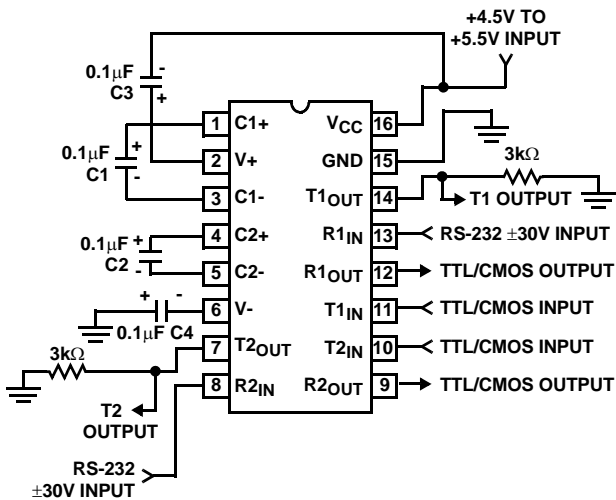 +4.5V TO
+5.5V INPUT
0.1µF
C3
-
+
0.1µF
C1
+
-
1 C1+
2 V+
3 C1-
4 C2+
5 C2-
6 V-
7 T2OUT
8 R2IN
VCC 16
GND 15
T1OUT 14
R1IN 13
R1OUT 12
T1IN 11
T2IN 10
R2OUT 9
3kΩ
T1 OUTPUT
RS-232 ±30V INPUT
TTL/CMOS OUTPUT
TTL/CMOS INPUT
TTL/CMOS INPUT
TTL/CMOS OUTPUT
0.1µF
C2
+
-
+ -
0.1µF C4
3kΩ
T2
OUTPUT
RS-232
±30V INPUT